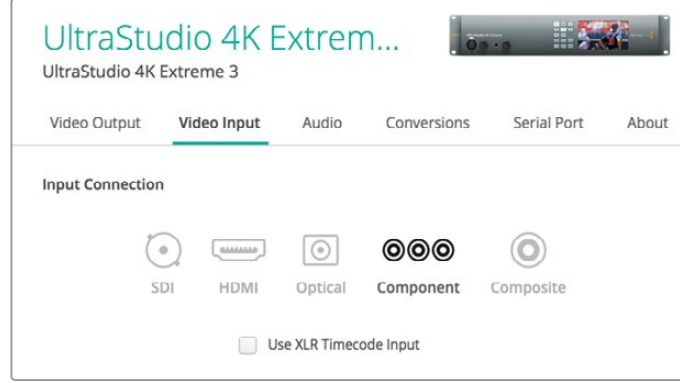 UltraStudio 4K Extrem...
UltraStudio 4K Extreme 3
Video Output Video Input Audio Conversions Serial Port About
Input Connection
SDI HDMI Optical Component Composite
Use XLR Timecode Input